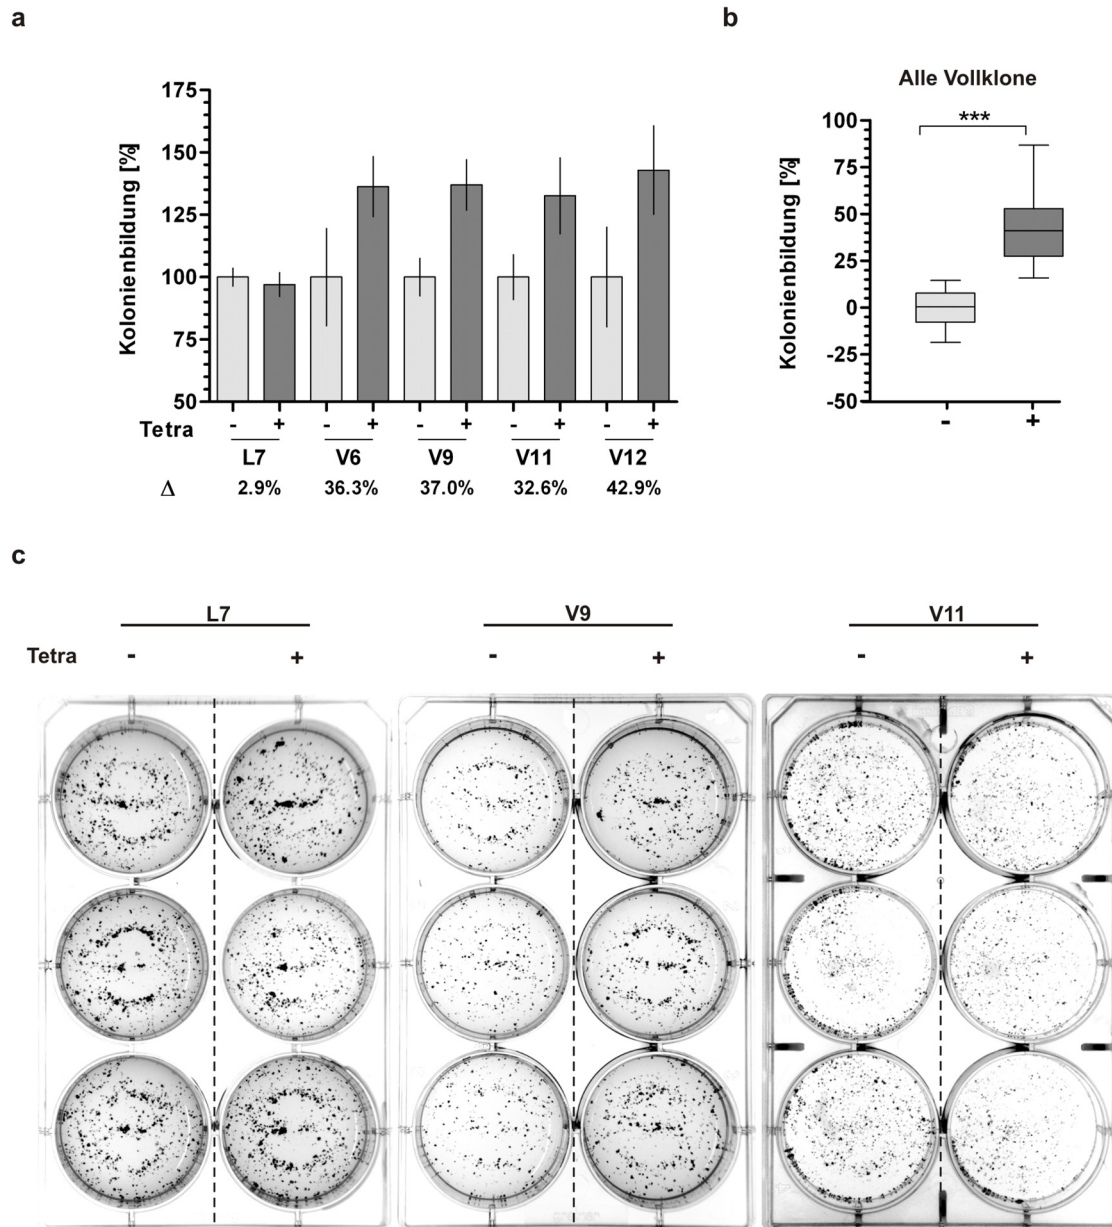 a
b
Alle Vollklone
Kolonienbildung [%]
175
150
125
100
75
50
Tetra - + - + - + - + - +
L7 V6 V9 V11 V12
Δ 2.9% 36.3% 37.0% 32.6% 42.9%
Kolonienbildung [%]
100
75
50
25
0
-25
-50
***
- +
c
L7 V9 V11
Tetra - + - + - +